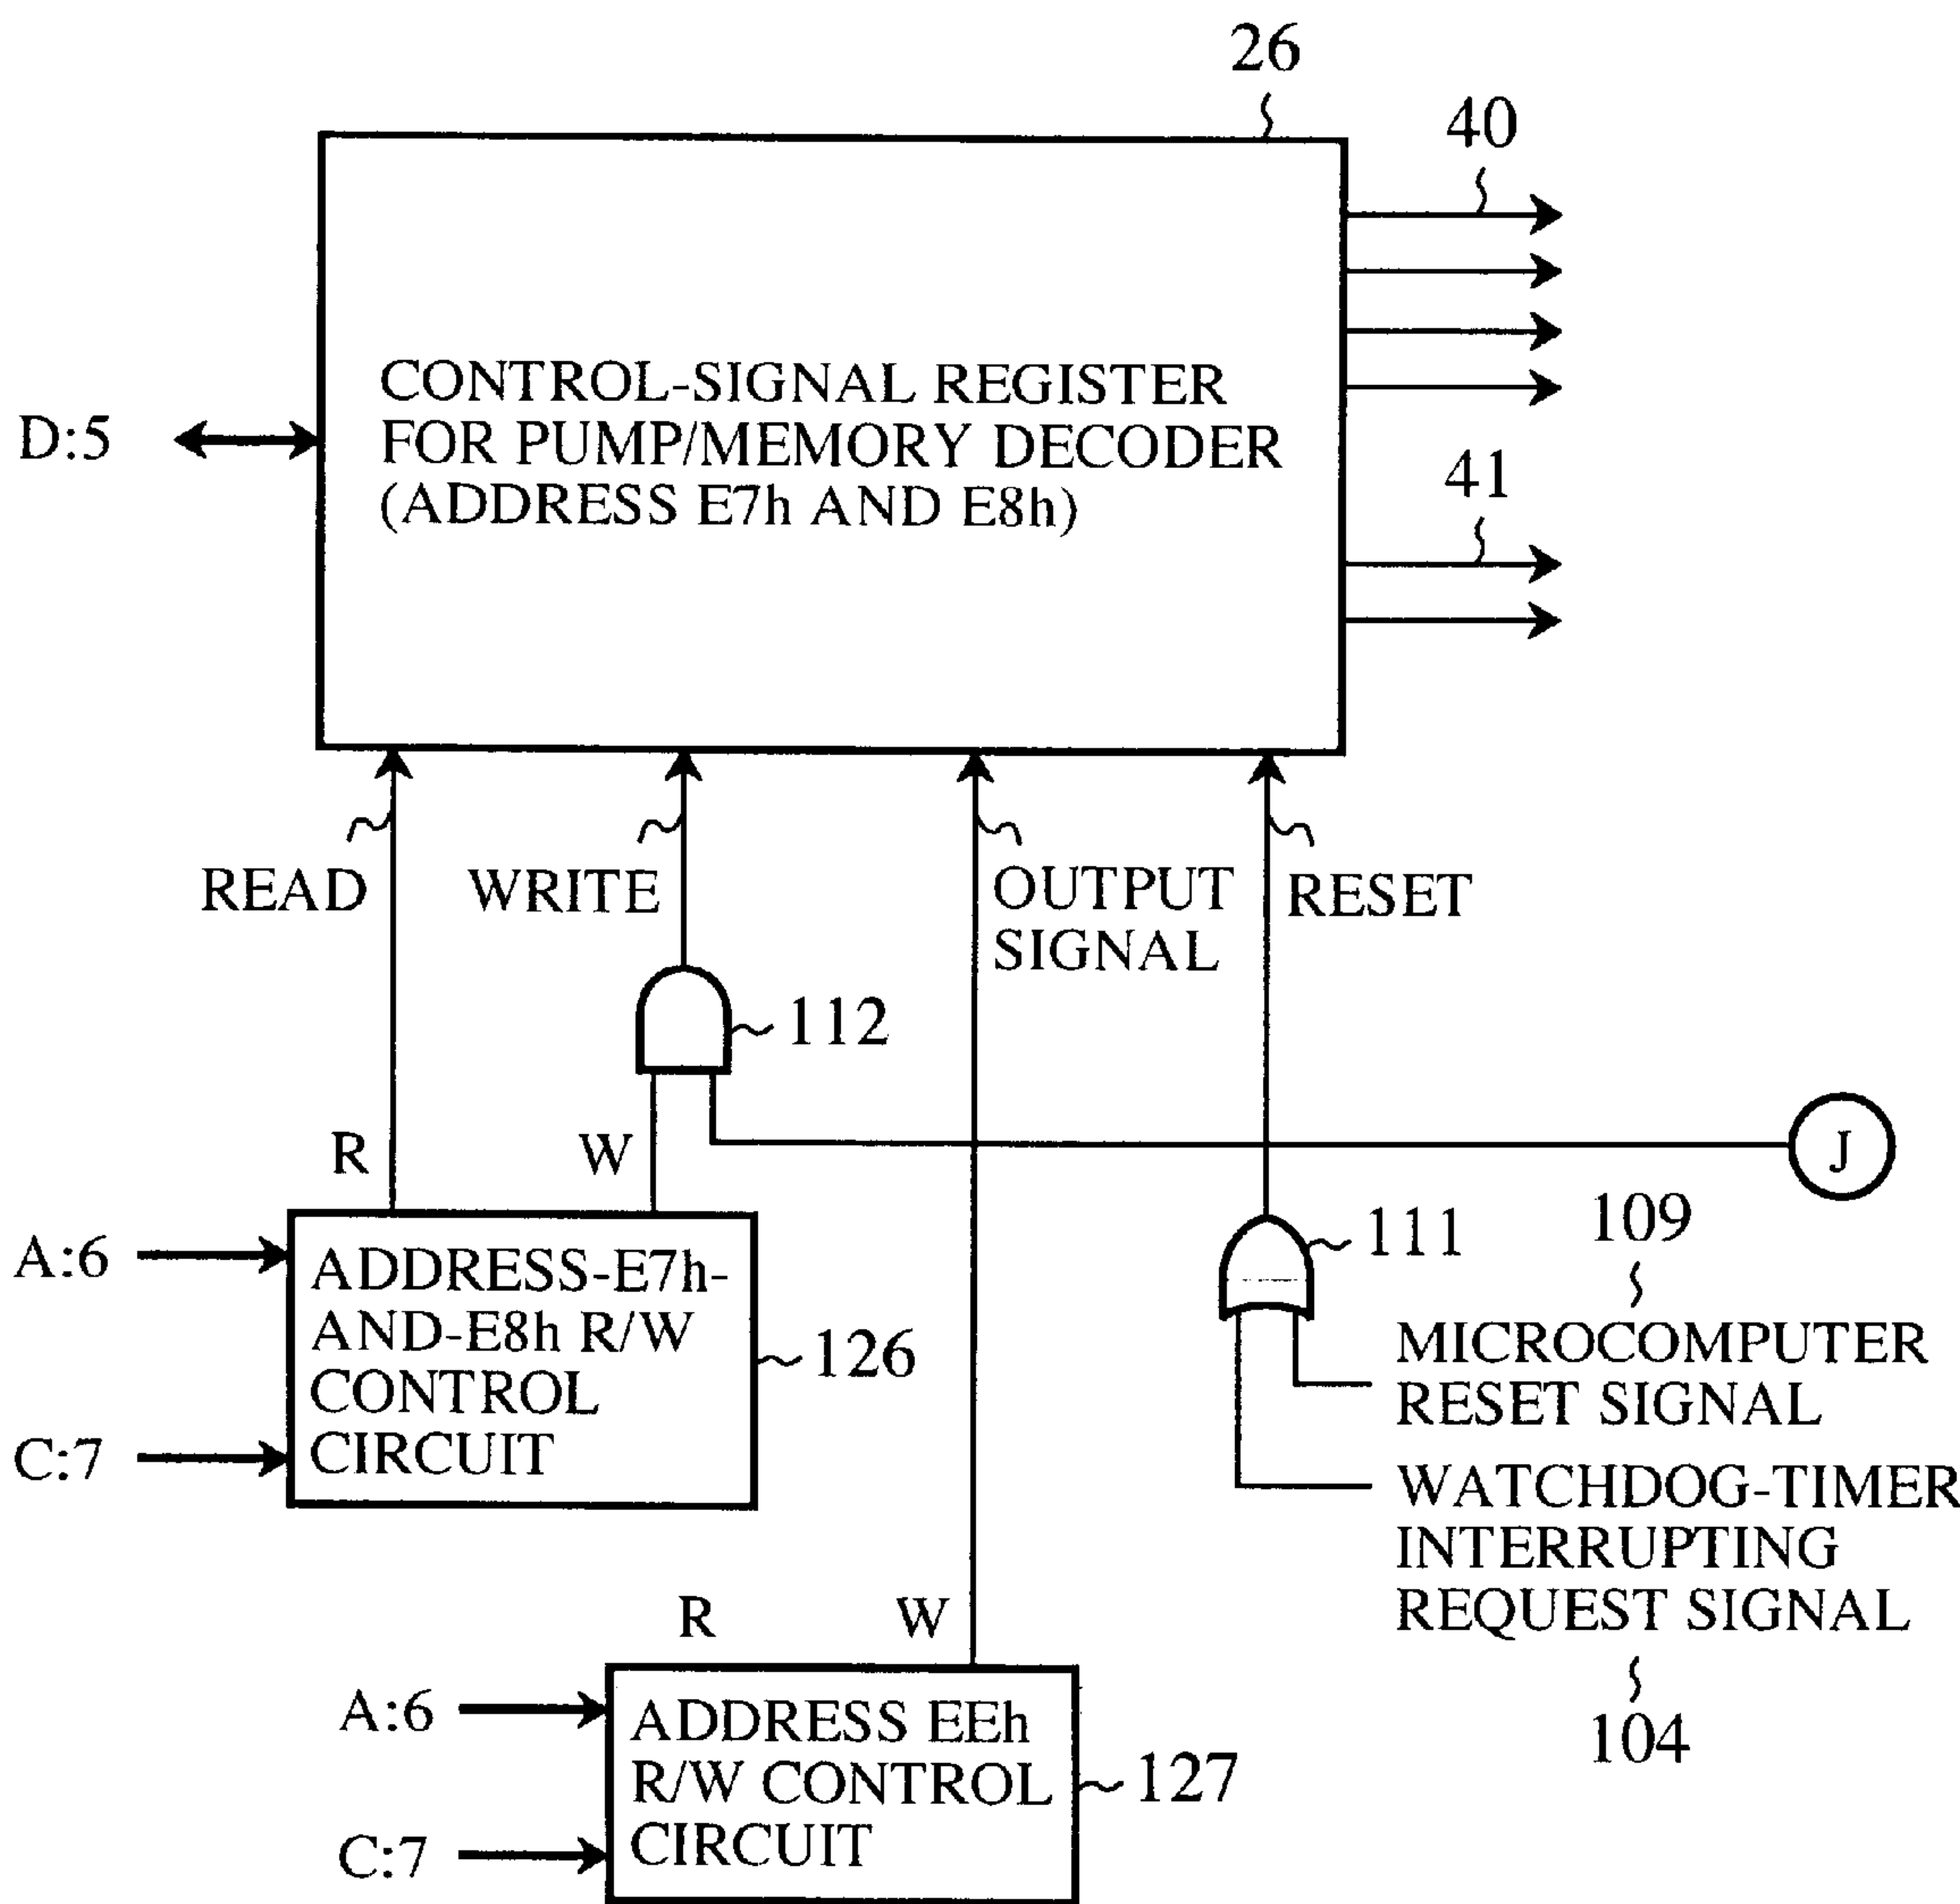 26
40
CONTROL-SIGNAL REGISTER
FOR PUMP/MEMORY DECODER
(ADDRESS E7h AND E8h)
D:5
41
READ
WRITE
OUTPUT
SIGNAL
RESET
112
R
W
J
A:6
C:7
ADDRESS-E7h-
AND-E8h R/W
CONTROL
CIRCUIT
126
111
109
MICROCOMPUTER
RESET SIGNAL
WATCHDOG-TIMER
INTERRUPTING
REQUEST SIGNAL
104
R
W
A:6
C:7
ADDRESS EEh
R/W CONTROL
CIRCUIT
127